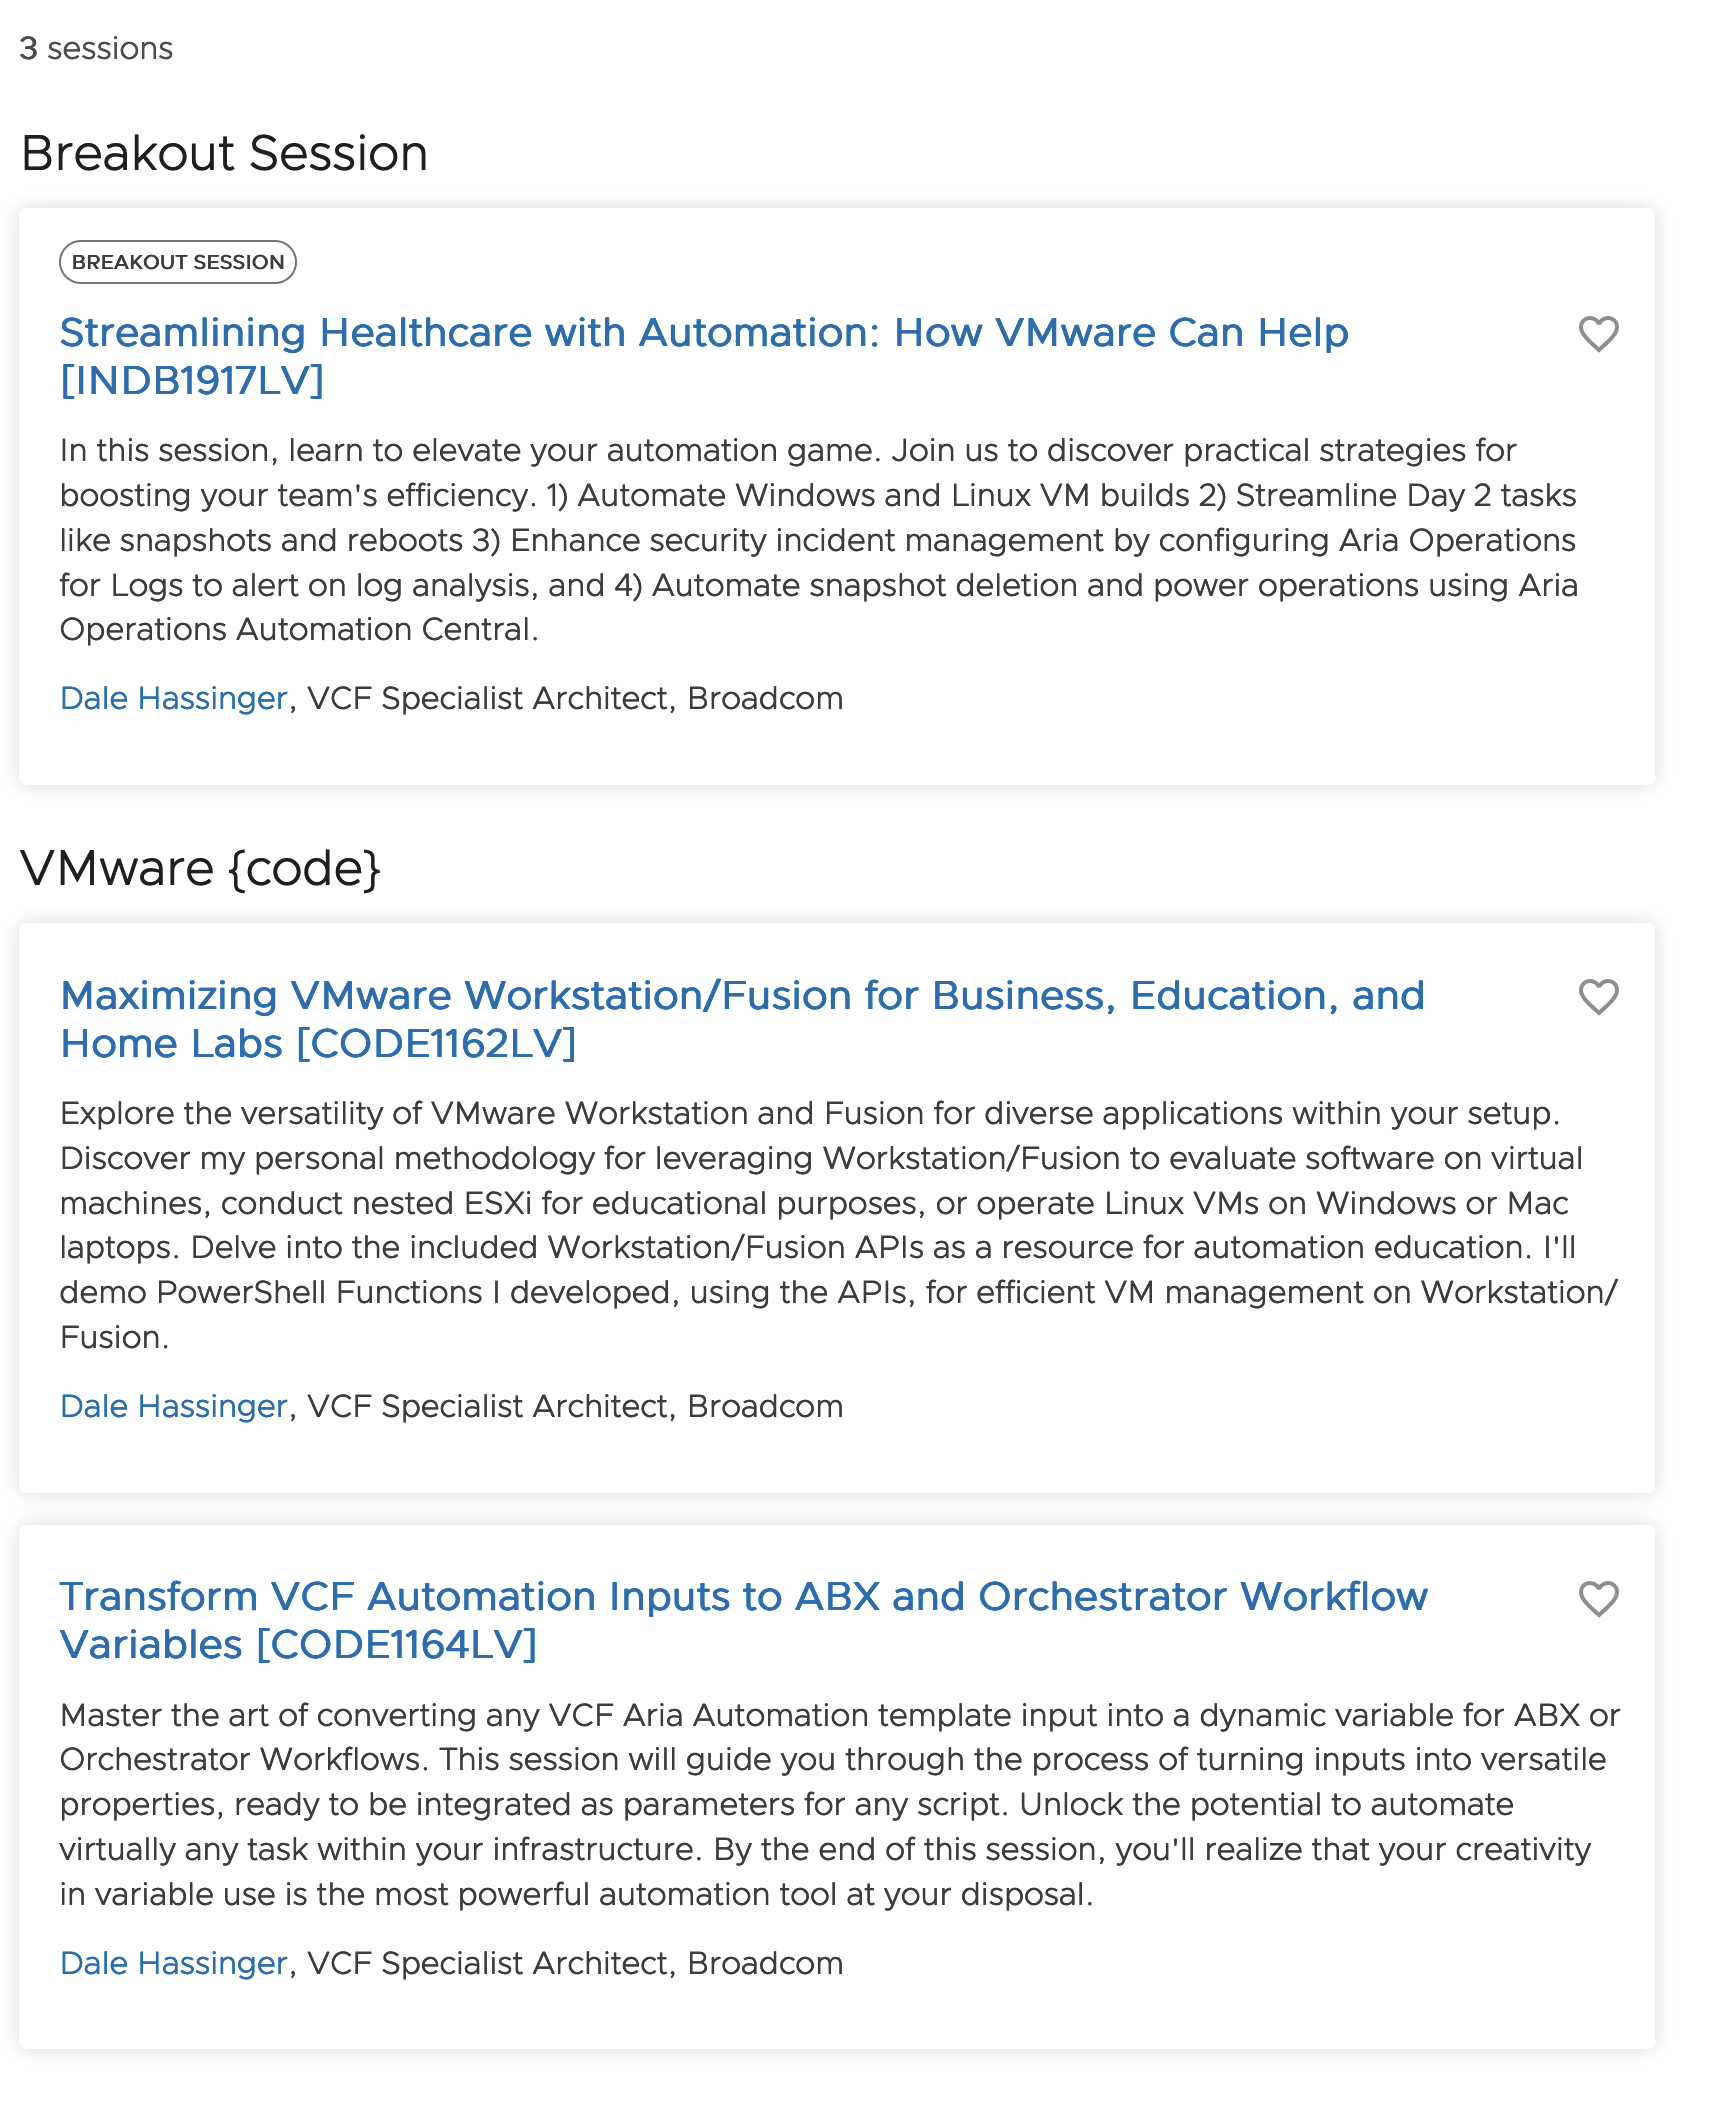 3 sessions
Breakout Session
BREAKOUT SESSION
Streamlining Healthcare with Automation: How VMware Can Help
[INDB1917LV]
In this session, learn to elevate your automation game. Join us to discover practical strategies for
boosting your team's efficiency. 1) Automate Windows and Linux VM builds 2) Streamline Day 2 tasks
like snapshots and reboots 3) Enhance security incident management by configuring Aria Operations
for Logs to alert on log analysis, and 4) Automate snapshot deletion and power operations using Aria
Operations Automation Central.
Dale Hassinger, VCF Specialist Architect, Broadcom
VMware {code}
Maximizing VMware Workstation/Fusion for Business, Education, and
Home Labs [CODE1162LV]
Explore the versatility of VMware Workstation and Fusion for diverse applications within your setup.
Discover my personal methodology for leveraging Workstation/Fusion to evaluate software on virtual
machines, conduct nested ESXi for educational purposes, or operate Linux VMs on Windows or Mac
laptops. Delve into the included Workstation/Fusion APIs as a resource for automation education. I'll
demo PowerShell Functions I developed, using the APIs, for efficient VM management on Workstation/
Fusion.
Dale Hassinger, VCF Specialist Architect, Broadcom
Transform VCF Automation Inputs to ABX and Orchestrator Workflow
Variables [CODE1164LV]
Master the art of converting any VCF Aria Automation template input into a dynamic variable for ABX or
Orchestrator Workflows. This session will guide you through the process of turning inputs into versatile
properties, ready to be integrated as parameters for any script. Unlock the potential to automate
virtually any task within your infrastructure. By the end of this session, you'll realize that your creativity
in variable use is the most powerful automation tool at your disposal.
Dale Hassinger, VCF Specialist Architect, Broadcom